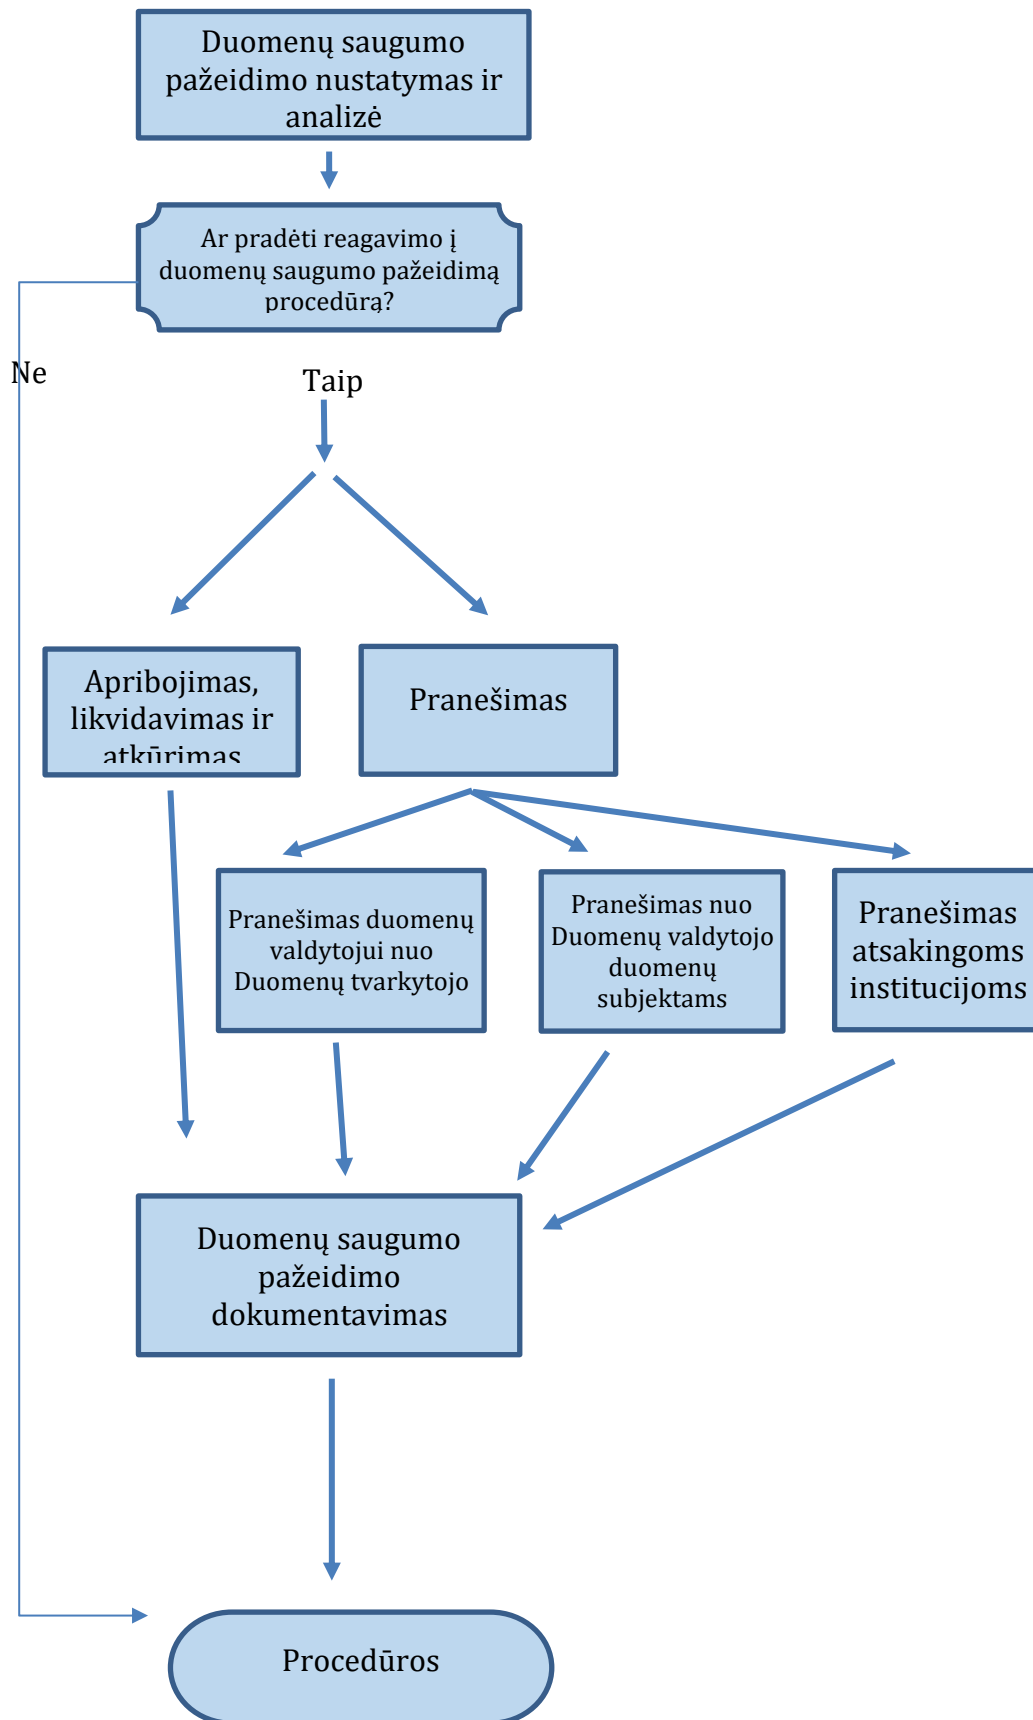 Duomenų saugumo
pažeidimo nustatymas ir
analizė
Ar pradėti reagavimo į
duomenų saugumo pažeidimą
procedūrą?
Ne
Taip
Apribojimas,
likvidavimas ir
atkūrimas
Pranešimas
Pranešimas duomenų
valdytojui nuo
Duomenų tvarkytojo
Pranešimas nuo
Duomenų valdytojo
duomenų
subjektams
Pranešimas
atsakingoms
institucijoms
Duomenų saugumo
pažeidimo
dokumentavimas
Procedūros